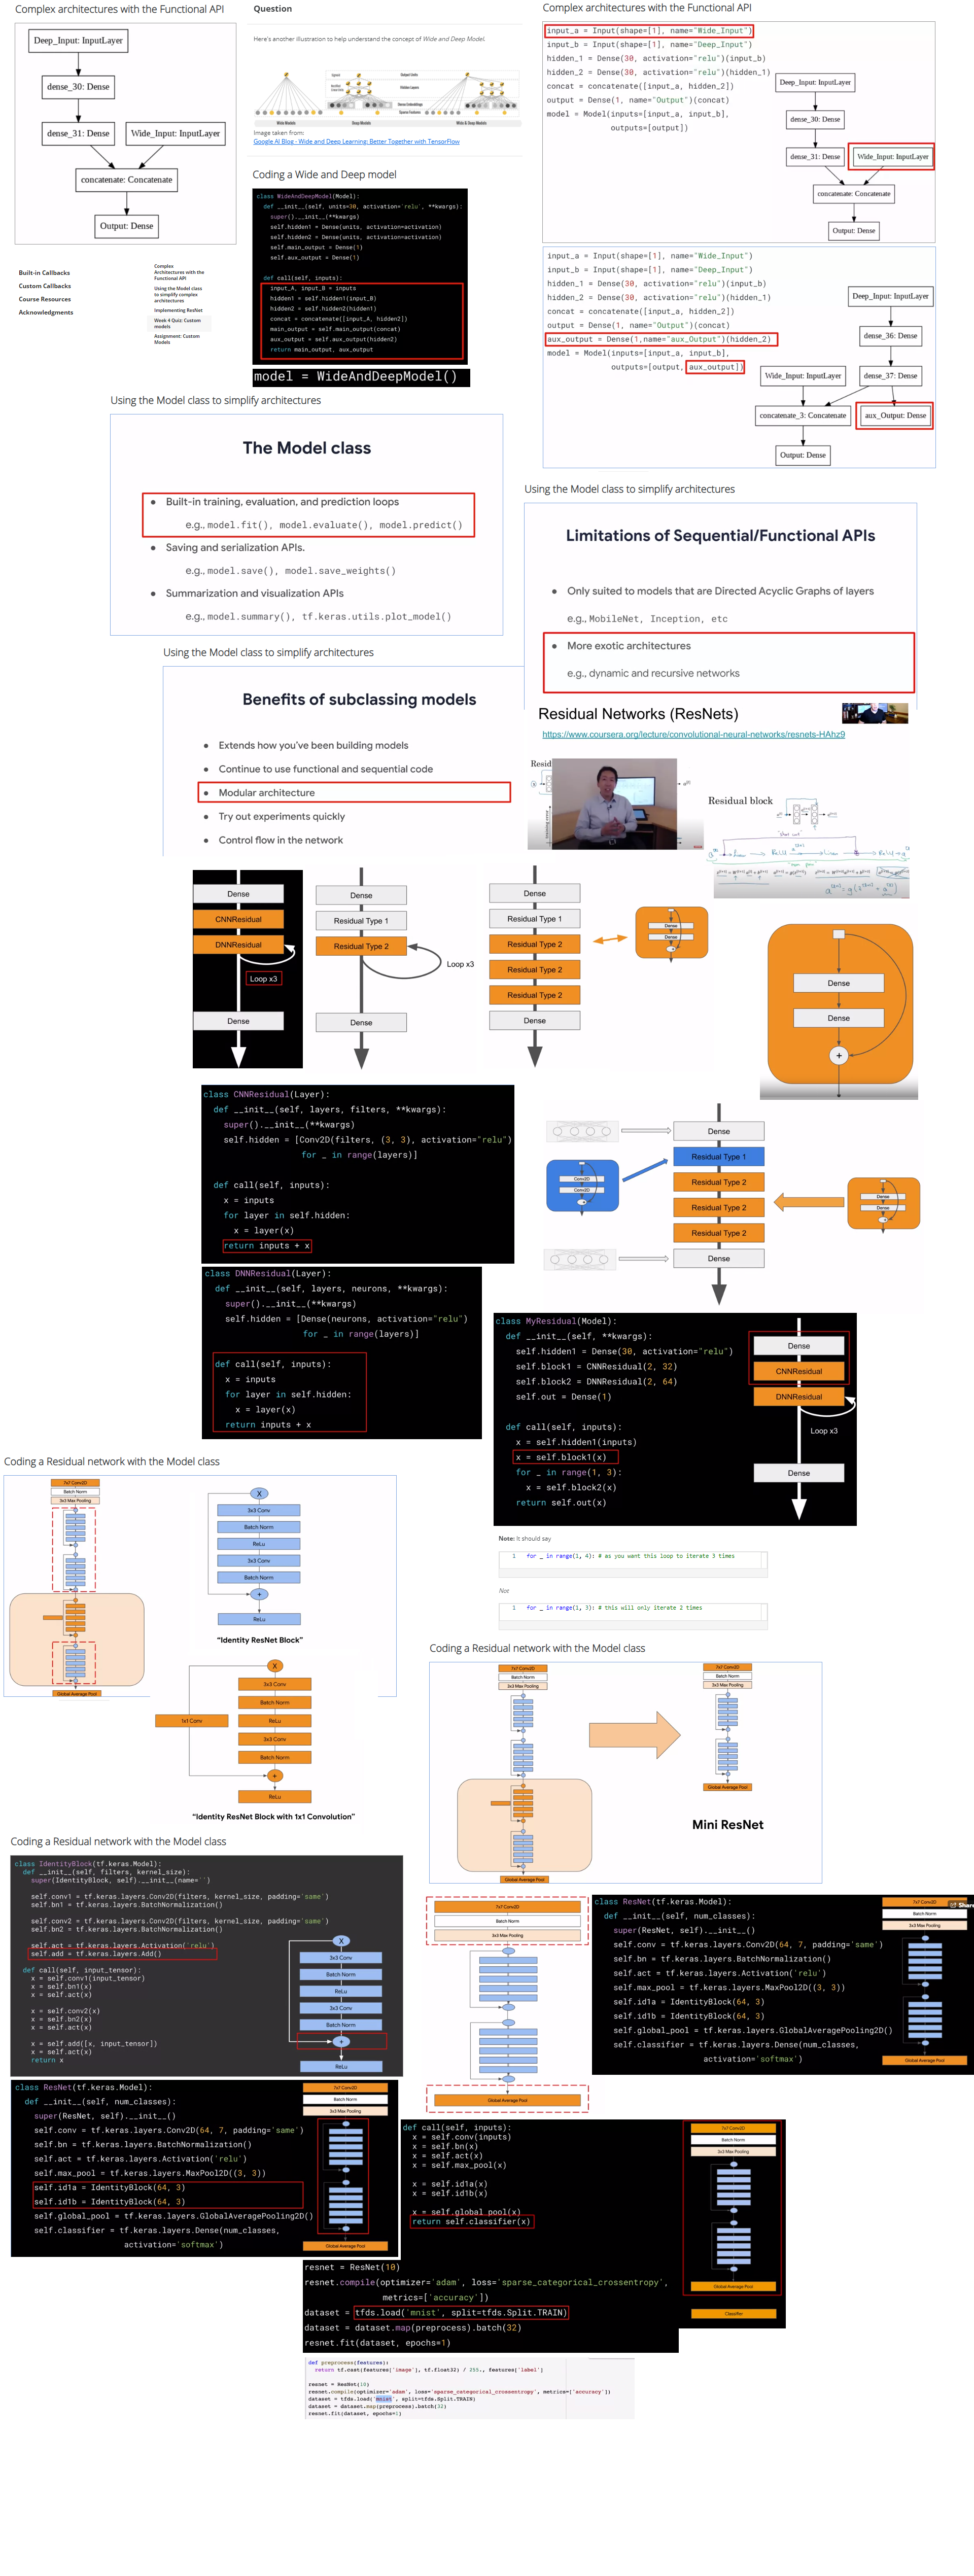 Complex architectures with the Functional API
Deep_Input: InputLayer
dense_30: Dense
dense_31: Dense
Wide_Input: InputLayer
concatenate: Concatenate
Output: Dense
Built-in Callbacks
Custom Callbacks
Course Resources
Acknowledgments
Complex
Architectures with the
Functional API
Using the Model class
to simplify complex
architectures
Implementing ResNet
Week 4 Quiz: Custom
models
Assignment: Custom
Models
Question
Here's another illustration to help understand the concept of Wide and Deep Model.
Wide Models
Deep Models
Wide & Deep Models
Image taken from:
Google AI Blog - Wide and Deep Learning: Better Together with TensorFlow
Coding a Wide and Deep model
class WideAndDeepModel(Model):
def __init__(self, units=30, activation='relu', **kwargs):
super().__init__(**kwargs)
self.hidden1 = Dense(units, activation=activation)
self.hidden2 = Dense(units, activation=activation)
self.main_output = Dense(1)
self.aux_output = Dense(1)
def call(self, inputs):
input_A, input_B = inputs
hidden1 = self.hidden1(input_B)
hidden2 = self.hidden2(hidden1)
concat = concatenate([input_A, hidden2])
main_output = self.main_output(concat)
aux_output = self.aux_output(hidden2)
return main_output, aux_output
model = WideAndDeepModel()
Complex architectures with the Functional API
input_a = Input(shape=[1], name="Wide_Input")
input_b = Input(shape=[1], name="Deep_Input")
hidden_1 = Dense(30, activation="relu")(input_b)
hidden_2 = Dense(30, activation="relu")(hidden_1)
concat = concatenate([input_a, hidden_2])
output = Dense(1, name="Output")(concat)
model = Model(inputs=[input_a, input_b],
outputs=[output])
Deep_Input: InputLayer
dense_30: Dense
dense_31: Dense
Wide_Input: InputLayer
concatenate: Concatenate
Output: Dense
input_a = Input(shape=[1], name="Wide_Input")
input_b = Input(shape=[1], name="Deep_Input")
hidden_1 = Dense(30, activation="relu")(input_b)
hidden_2 = Dense(30, activation="relu")(hidden_1)
concat = concatenate([input_a, hidden_2])
output = Dense(1, name="Output")(concat)
aux_output = Dense(1,name="aux_Output")(hidden_2)
model = Model(inputs=[input_a, input_b],
outputs=[output, aux_output])
Deep_Input: InputLayer
dense_36: Dense
Wide_Input: InputLayer
dense_37: Dense
concatenate_3: Concatenate
aux_Output: Dense
Output: Dense
Using the Model class to simplify architectures
The Model class
● Built-in training, evaluation, and prediction loops
e.g., model.fit(), model.evaluate(), model.predict()
● Saving and serialization APIs.
e.g., model.save(), model.save_weights()
● Summarization and visualization APIs
e.g., model.summary(), tf.keras.utils.plot_model()
Using the Model class to simplify architectures
Limitations of Sequential/Functional APIs
● Only suited to models that are Directed Acyclic Graphs of layers
e.g., MobileNet, Inception, etc
● More exotic architectures
e.g., dynamic and recursive networks
Using the Model class to simplify architectures
Benefits of subclassing models
● Extends how you've been building models
● Continue to use functional and sequential code
● Modular architecture
● Try out experiments quickly
● Control flow in the network
Residual Networks (ResNets)
https://www.coursera.org/lecture/convolutional-neural-networks/resnets-HAhz9
Resid
Residual block
Dense
CNNResidual
DNNResidual
Loop x3
Dense
Dense
Residual Type 1
Residual Type 2
Loop x3
Dense
Dense
Residual Type 1
Residual Type 2
Residual Type 2
Residual Type 2
Dense
Dense
Dense
Dense
Dense
+
class CNNResidual(Layer):
def __init__(self, layers, filters, **kwargs):
super().__init__(**kwargs)
self.hidden = [Conv2D(filters, (3, 3), activation="relu")
for _ in range(layers)]
def call(self, inputs):
x = inputs
for layer in self.hidden:
x = layer(x)
return inputs + x
Dense
Residual Type 1
Residual Type 2
Residual Type 2
Residual Type 2
Dense
Conv2D
Conv2D
Dense
Dense
class DNNResidual(Layer):
def __init__(self, layers, neurons, **kwargs):
super().__init__(**kwargs)
self.hidden = [Dense(neurons, activation="relu")
for _ in range(layers)]
def call(self, inputs):
x = inputs
for layer in self.hidden:
x = layer(x)
return inputs + x
class MyResidual(Model):
def __init__(self, **kwargs):
self.hidden1 = Dense(30, activation="relu")
self.block1 = CNNResidual(2, 32)
self.block2 = DNNResidual(2, 64)
self.out = Dense(1)
def call(self, inputs):
x = self.hidden1(inputs)
x = self.block1(x)
for _ in range(1, 3):
x = self.block2(x)
return self.out(x)
Dense
CNNResidual
DNNResidual
Loop x3
Dense
Note: It should say
1 for _ in range(1, 4): # as you want this loop to iterate 3 times
Not
1 for _ in range(1, 3): # this will only iterate 2 times
Coding a Residual network with the Model class
7x7 Conv2D
Batch Norm
3x3 Max Pooling
Global Average Pool
X
3x3 Conv
Batch Norm
ReLu
3x3 Conv
Batch Norm
+
ReLu
"Identity ResNet Block"
X
3x3 Conv
Batch Norm
1x1 Conv
ReLu
3x3 Conv
Batch Norm
+
ReLu
"Identity ResNet Block with 1x1 Convolution"
Coding a Residual network with the Model class
7x7 Conv2D
Batch Norm
3x3 Max Pooling
Global Average Pool
7x7 Conv2D
Batch Norm
3x3 Max Pooling
Global Average Pool
Mini ResNet
Coding a Residual network with the Model class
class IdentityBlock(tf.keras.Model):
def __init__(self, filters, kernel_size):
super(IdentityBlock, self).__init__(name='')
self.conv1 = tf.keras.layers.Conv2D(filters, kernel_size, padding='same')
self.bn1 = tf.keras.layers.BatchNormalization()
self.conv2 = tf.keras.layers.Conv2D(filters, kernel_size, padding='same')
self.bn2 = tf.keras.layers.BatchNormalization()
self.act = tf.keras.layers.Activation('relu')
self.add = tf.keras.layers.Add()
def call(self, input_tensor):
x = self.conv1(input_tensor)
x = self.bn1(x)
x = self.act(x)
x = self.conv2(x)
x = self.bn2(x)
x = self.act(x)
x = self.add([x, input_tensor])
x = self.act(x)
return x
X
3x3 Conv
Batch Norm
ReLu
3x3 Conv
Batch Norm
+
ReLu
7x7 Conv2D
Batch Norm
3x3 Max Pooling
Global Average Pool
class ResNet(tf.keras.Model):
def __init__(self, num_classes):
super(ResNet, self).__init__()
self.conv = tf.keras.layers.Conv2D(64, 7, padding='same')
self.bn = tf.keras.layers.BatchNormalization()
self.act = tf.keras.layers.Activation('relu')
self.max_pool = tf.keras.layers.MaxPool2D((3, 3))
self.id1a = IdentityBlock(64, 3)
self.id1b = IdentityBlock(64, 3)
self.global_pool = tf.keras.layers.GlobalAveragePooling2D()
self.classifier = tf.keras.layers.Dense(num_classes,
activation='softmax')
7x7 Conv2D
Share
Batch Norm
3x3 Max Pooling
Global Average Pool
class ResNet(tf.keras.Model):
def __init__(self, num_classes):
super(ResNet, self).__init__()
self.conv = tf.keras.layers.Conv2D(64, 7, padding='same')
self.bn = tf.keras.layers.BatchNormalization()
self.act = tf.keras.layers.Activation('relu')
self.max_pool = tf.keras.layers.MaxPool2D((3, 3))
self.id1a = IdentityBlock(64, 3)
self.id1b = IdentityBlock(64, 3)
self.global_pool = tf.keras.layers.GlobalAveragePooling2D()
self.classifier = tf.keras.layers.Dense(num_classes,
activation='softmax')
7x7 Conv2D
Batch Norm
3x3 Max Pooling
Global Average Pool
def call(self, inputs):
x = self.conv(inputs)
x = self.bn(x)
x = self.act(x)
x = self.max_pool(x)
x = self.id1a(x)
x = self.id1b(x)
x = self.global_pool(x)
return self.classifier(x)
7x7 Conv2D
Batch Norm
3x3 Max Pooling
Global Average Pool
Classifier
resnet = ResNet(10)
resnet.compile(optimizer='adam', loss='sparse_categorical_crossentropy',
metrics=['accuracy'])
dataset = tfds.load('mnist', split=tfds.Split.TRAIN)
dataset = dataset.map(preprocess).batch(32)
resnet.fit(dataset, epochs=1)
def preprocess(features):
return tf.cast(features['image'], tf.float32) / 255., features['label']
resnet = ResNet(10)
resnet.compile(optimizer='adam', loss='sparse_categorical_crossentropy', metrics=['accuracy'])
dataset = tfds.load('mnist', split=tfds.Split.TRAIN)
dataset = dataset.map(preprocess).batch(32)
resnet.fit(dataset, epochs=1)